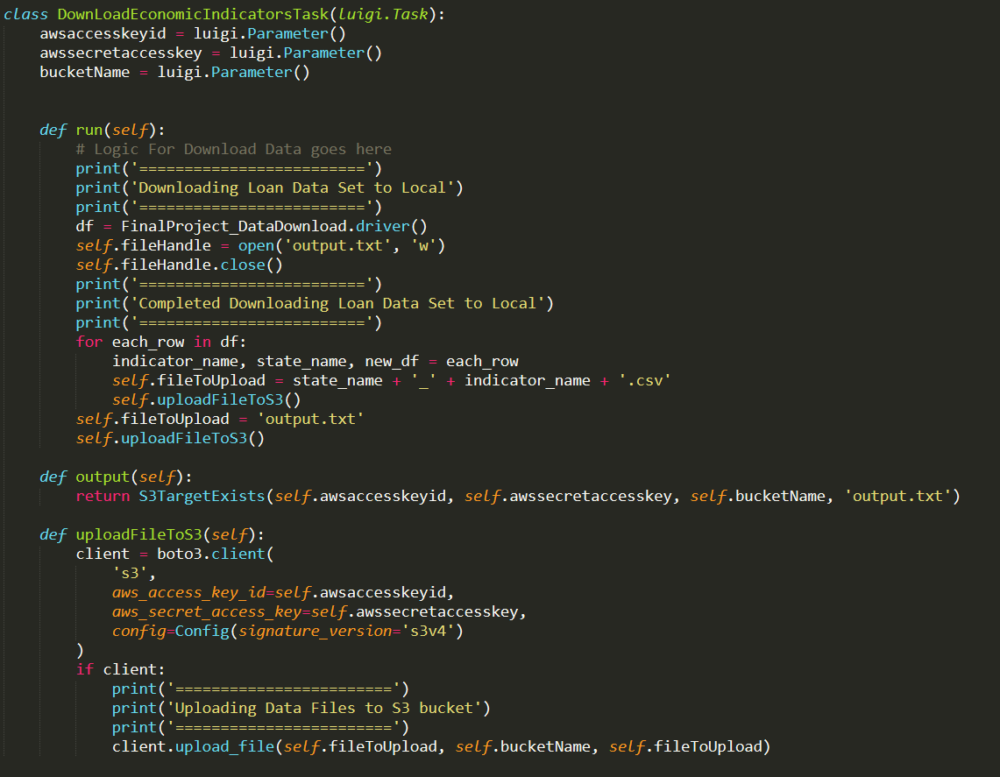 class DownLoadEconomicIndicatorsTask(luigi.Task):
    awsaccesskeyid = luigi.Parameter()
    awssecretaccesskey = luigi.Parameter()
    bucketName = luigi.Parameter()
    def run(self):
        # Logic For Download Data goes here
        print('=========================')
        print('Downloading Loan Data Set to Local')
        print('=========================')
        df = FinalProject_DataDownload.driver()
        self.fileHandle = open('output.txt', 'w')
        self.fileHandle.close()
        print('=========================')
        print('Completed Downloading Loan Data Set to Local')
        print('=========================')
        for each_row in df:
            indicator_name, state_name, new_df = each_row
            self.fileToUpload = state_name + '_' + indicator_name + '.csv'
            self.uploadFileToS3()
        self.fileToUpload = 'output.txt'
        self.uploadFileToS3()
    def output(self):
        return S3TargetExists(self.awsaccesskeyid, self.awssecretaccesskey, self.bucketName, 'output.txt')
    def uploadFileToS3(self):
        client = boto3.client(
            's3',
            aws_access_key_id=self.awsaccesskeyid,
            aws_secret_access_key=self.awssecretaccesskey,
            config=Config(signature_version='s3v4')
        )
        if client:
            print('========================')
            print('Uploading Data Files to S3 bucket')
            print('========================')
            client.upload_file(self.fileToUpload, self.bucketName, self.fileToUpload)